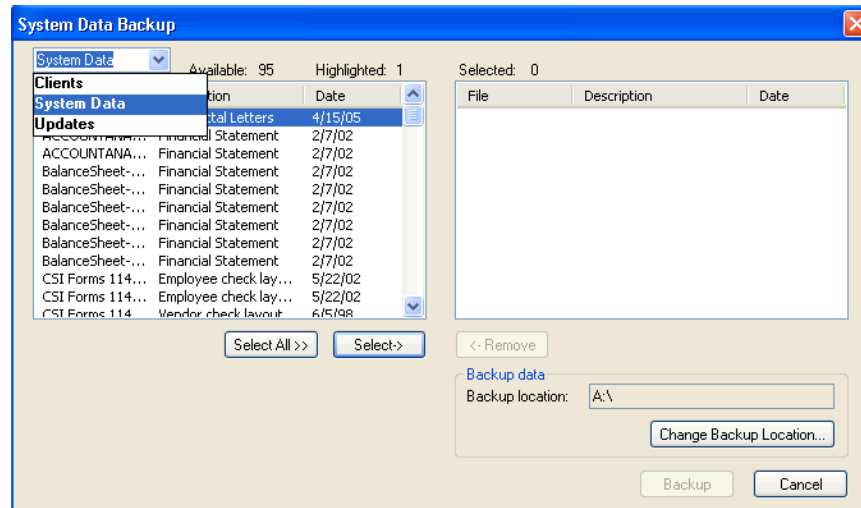 System Data Backup
System Data
Available: 95 Highlighted: 1 Selected: 0
Clients
System Data
Updates
Date File Description Date
Letters 4/15/05
Financial Statement 2/7/02
ACCOUNTANA... Financial Statement 2/7/02
BalanceSheet-... Financial Statement 2/7/02
BalanceSheet-... Financial Statement 2/7/02
BalanceSheet-... Financial Statement 2/7/02
BalanceSheet-... Financial Statement 2/7/02
BalanceSheet-... Financial Statement 2/7/02
BalanceSheet-... Financial Statement 2/7/02
CSI Forms 114... Employee check lay... 5/22/02
CSI Forms 114... Employee check lay... 5/22/02
CSI Forms 114 Vendor check layout 6/5/98
Select All >> Select-> <- Remove
Backup data
Backup location: A:\
Change Backup Location...
Backup Cancel